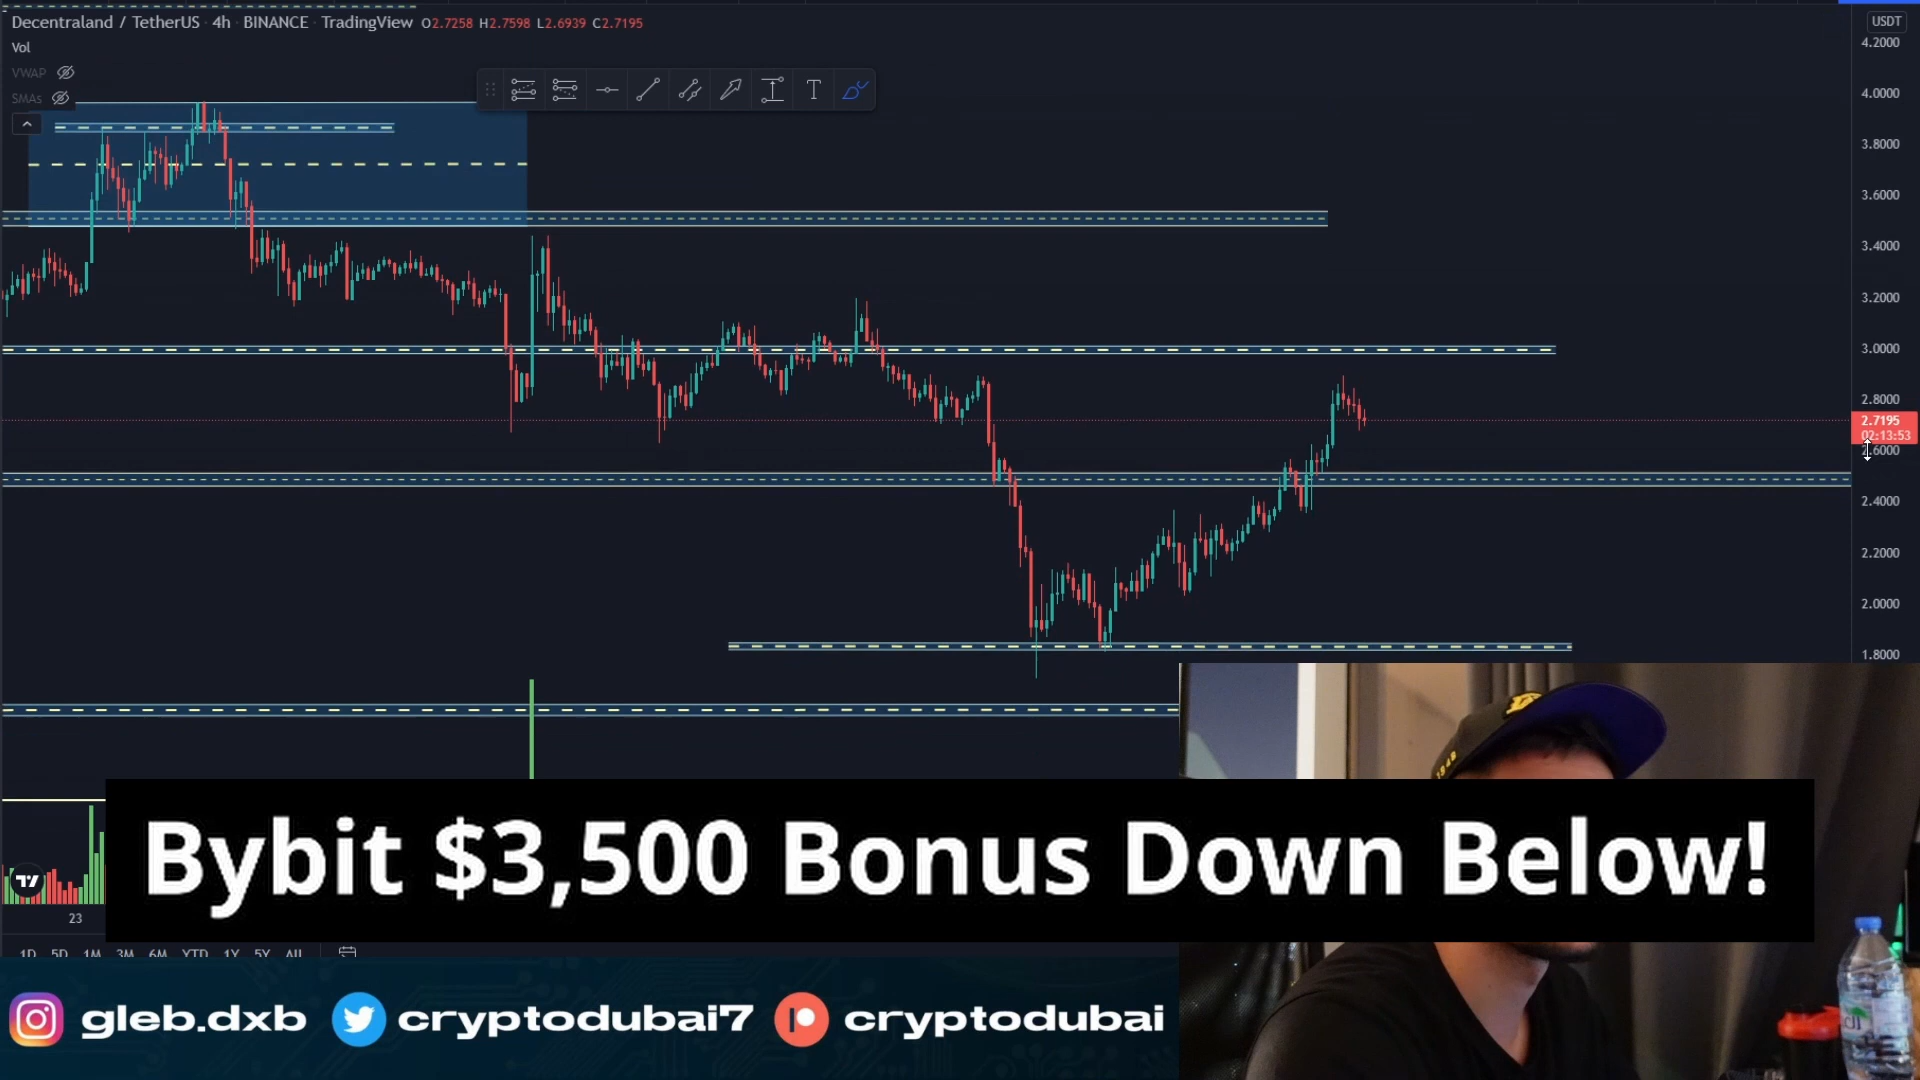 Decentraland / TetherUS · 4h · BINANCE · TradingView O2.7258 H2.7598 L2.6939 C2.7195
USDT
Vol
VWAP
SMAs
T
4.2000
4.0000
3.8000
3.6000
3.4000
3.2000
3.0000
2.8000
2.7195
02:13:53
2.6000
2.4000
2.2000
2.0000
1.8000
Bybit $3,500 Bonus Down Below!
23
1D 5D 1M 3M 6M YTD 1Y 5Y All
gleb.dxb cryptodubai7 cryptodubai